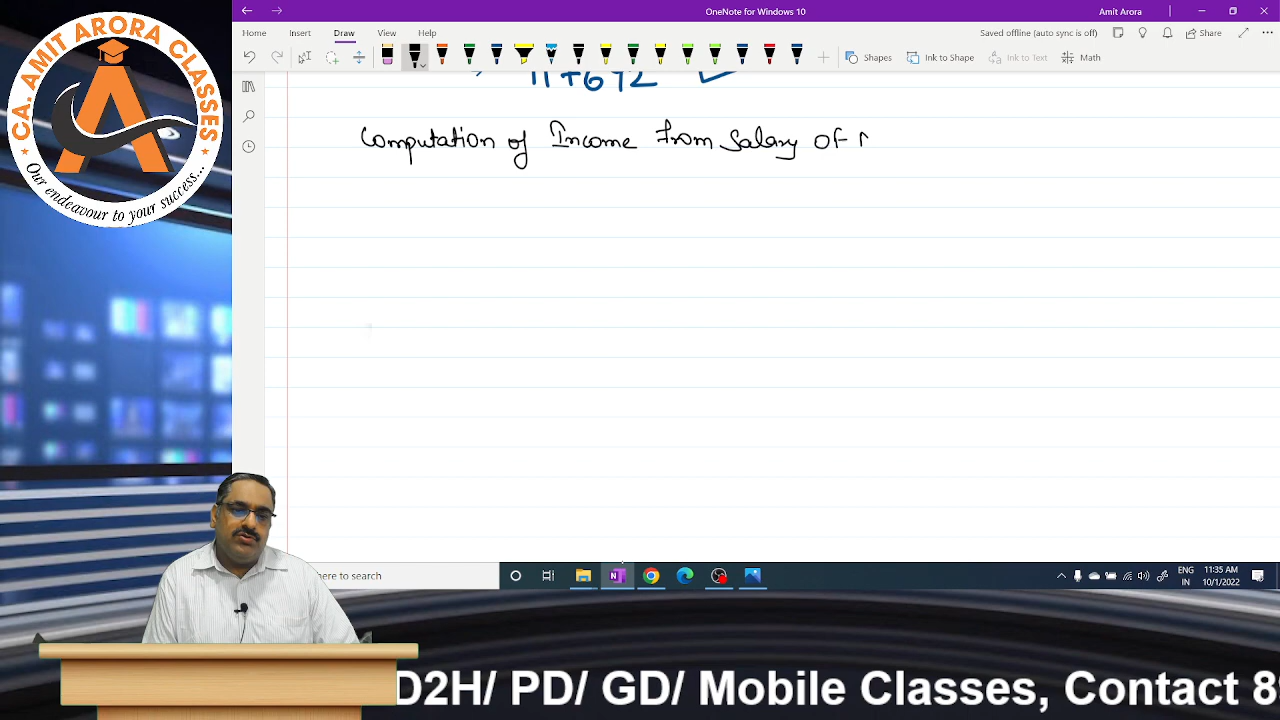 CA. AMIT ARORA CLASSES
Our endeavour to your success...
OneNote for Windows 10
Amit Arora
Home Insert Draw View Help
Saved offline (auto sync is off)
Share
Shapes
Ink to Shape
Ink to Text
Math
Computation of Income from Salary of
here to search
ENG
IN
11:35 AM
10/1/2022
D2H/ PD/ GD/ Mobile Classes, Contact 8